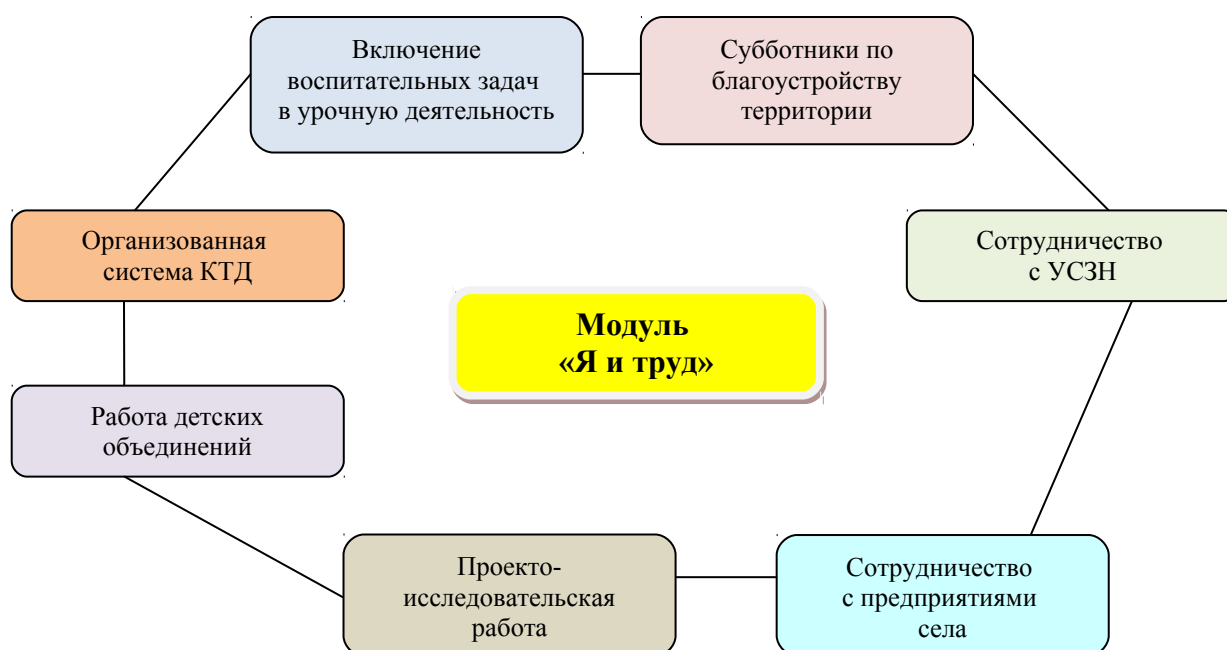 Включение
воспитательных задач
в урочную деятельность
Субботники по
благоустройству
территории
Организованная
система КТД
Сотрудничество
с УСЗН
Модуль
«Я и труд»
Работа детских
объединений
Проекто-
исследовательская
работа
Сотрудничество
с предприятиями
села